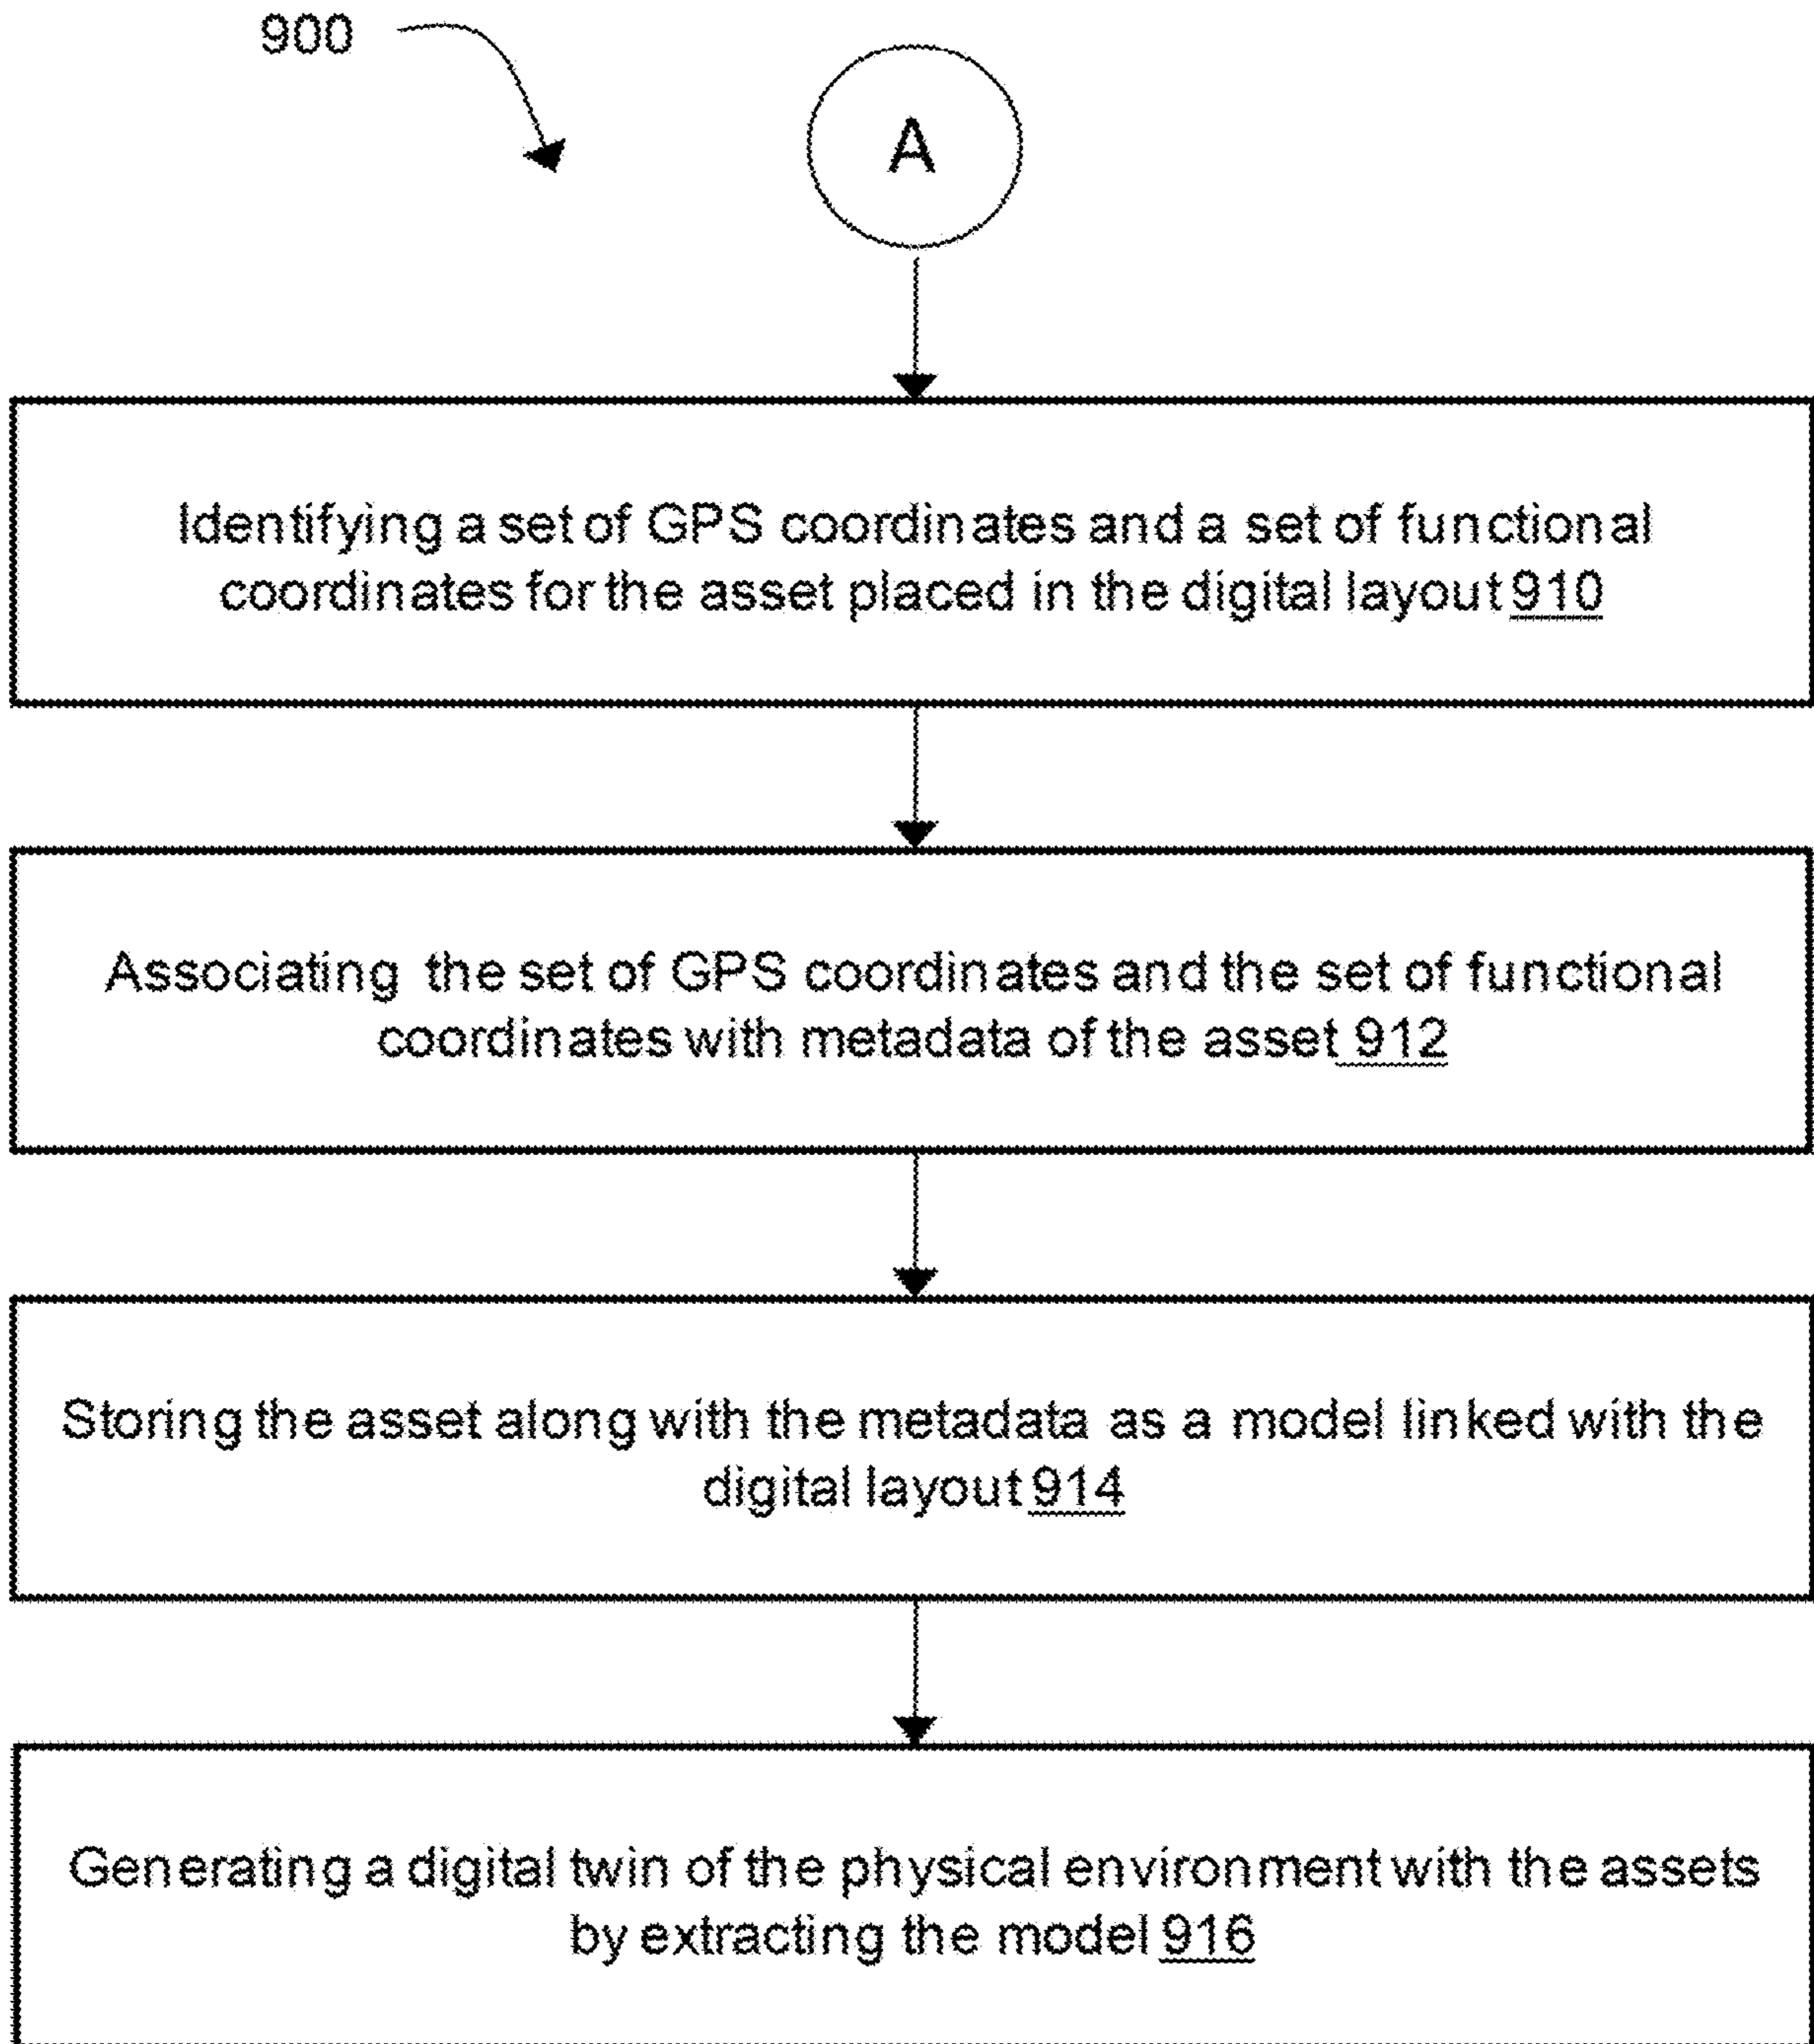 900
A
Identifying a set of GPS coordinates and a set of functional
coordinates for the asset placed in the digital layout 910
Associating the set of GPS coordinates and the set of functional
coordinates with metadata of the asset 912
Storing the asset along with the metadata as a model linked with the
digital layout 914
Generating a digital twin of the physical environment with the assets
by extracting the model 916